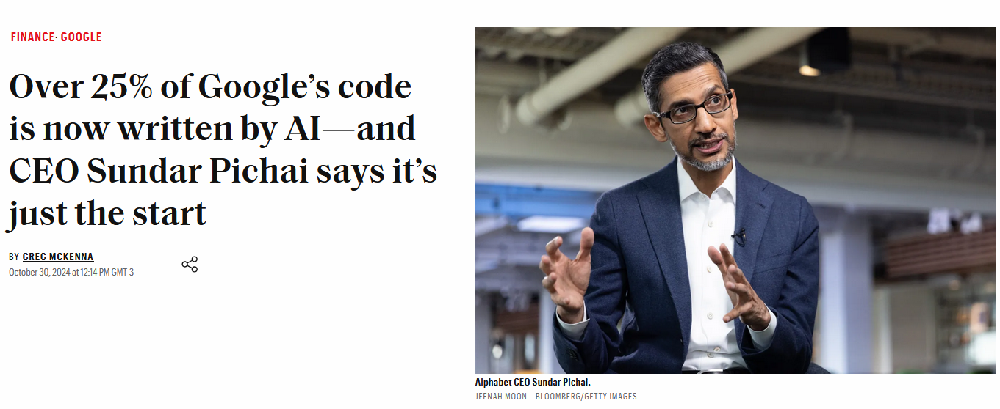 FINANCE· GOOGLE
Over 25% of Google’s code
is now written by AI—and
CEO Sundar Pichai says it’s
just the start
BY GREG MCKENNA
October 30, 2024 at 12:14 PM GMT-3
Alphabet CEO Sundar Pichai.
JEENAH MOON—BLOOMBERG/GETTY IMAGES